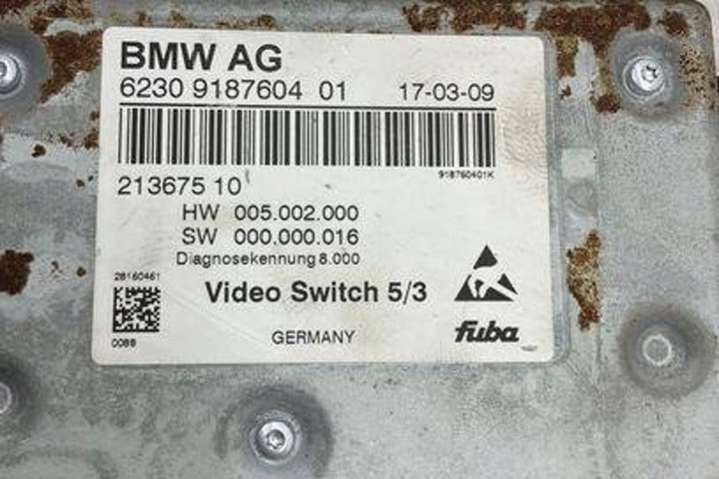 BMW AG
6230 9187604 01 17-03-09
918760401K
213675 10
HW 005.002.000
SW 000.000.016
Diagnosekennung 8.000
28160461
Video Switch 5/3
0088
GERMANY
fuba